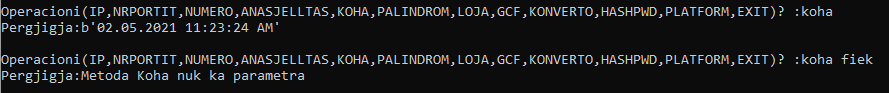 Operacioni(IP,NRPORTIT,NUMERO,ANASJELLTAS,KOHA,PALINDROM,LOJA,GCF,KONVERTO,HASHPWD,PLATFORM,EXIT)? :koha
Pergjigja:b'02.05.2021 11:23:24 AM'
Operacioni(IP,NRPORTIT,NUMERO,ANASJELLTAS,KOHA,PALINDROM,LOJA,GCF,KONVERTO,HASHPWD,PLATFORM,EXIT)? :koha fiek
Pergjigja:Metoda Koha nuk ka parametra